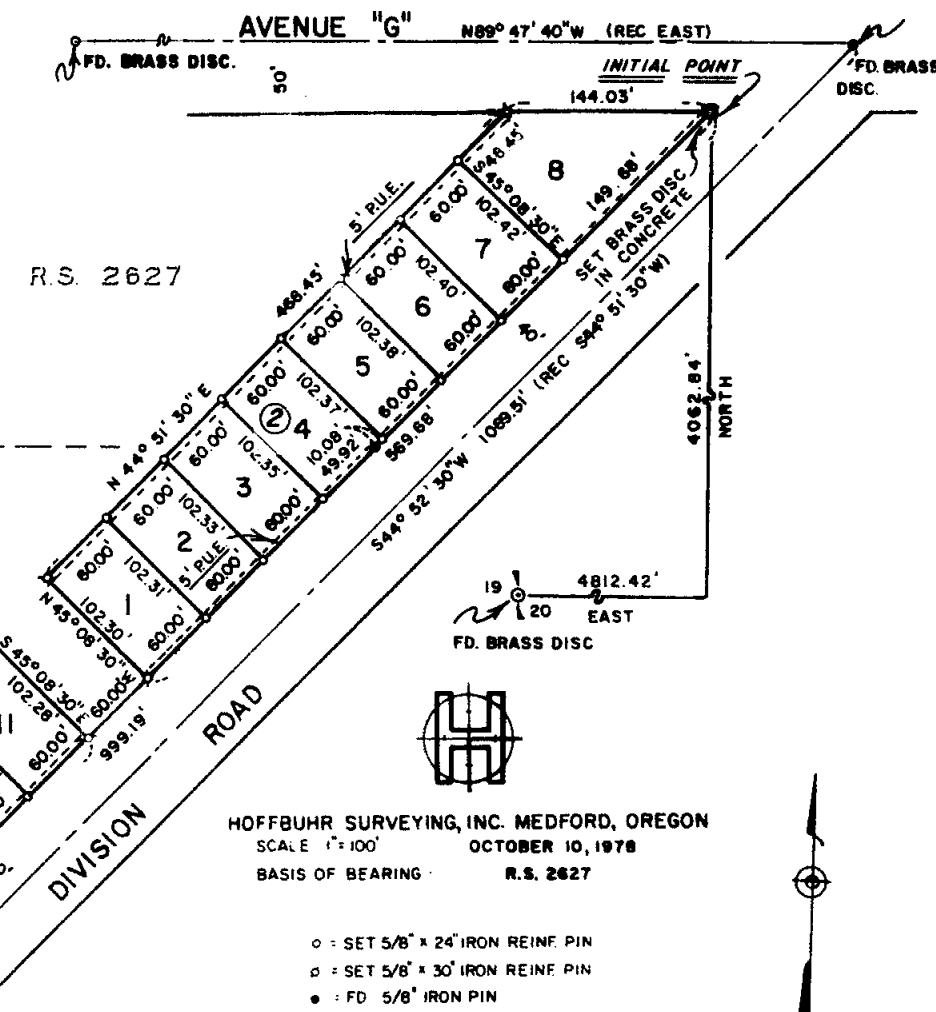 AVENUE "G"
N89° 47' 40"W (REC EAST)
FD. BRASS DISC.
50'
INITIAL POINT
FD. BRASS
DISC.
144.03'
S48.45'
8
S45°08'30"E
149.68'
SET BRASS DISC
IN CONCRETE
5' P.U.E.
60.00'
102.42'
7
60.00'
R.S. 2627
468.45'
60.00'
102.40'
6
60.00'
40'
60.00'
102.38'
5
60.00'
102.37'
②
4
10.08'
49.92'
569.68'
N 44° 51' 30" E
60.00'
102.35'
3
60.00'
60.00'
102.33'
2
60.00'
5' P.U.E.
60.00'
102.31'
1
60.00'
102.30'
N 45°08'30"W
60.00'
S 45°08'30"E
102.28'
11
60.00'
999.19'
S44° 52' 30"W 1089.51' (REC S44° 51' 30"W)
4062.84'
NORTH
19
20
4812.42'
EAST
FD. BRASS DISC
DIVISION ROAD
H
HOFFBUHR SURVEYING, INC. MEDFORD, OREGON
SCALE 1"=100' OCTOBER 10, 1978
BASIS OF BEARING R.S. 2627
= SET 5/8" x 24" IRON REINF. PIN
= SET 5/8" x 30" IRON REINF. PIN
= FD 5/8" IRON PIN